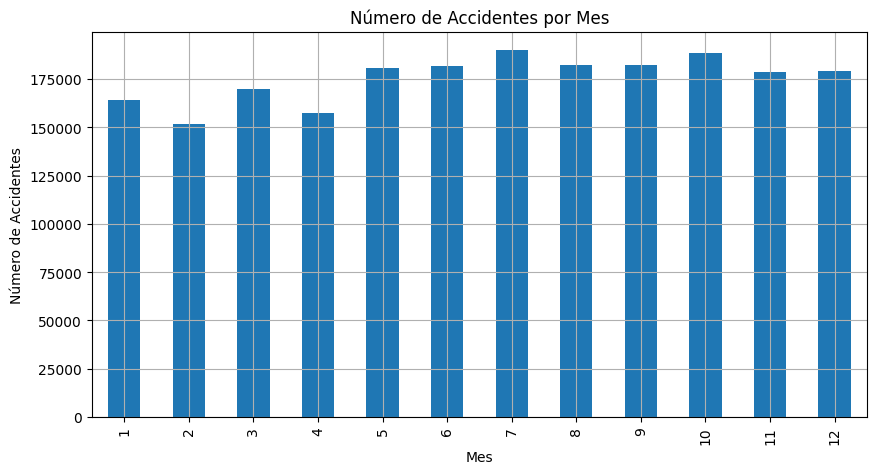 Número de Accidentes por Mes
Número de Accidentes
175000
150000
125000
100000
75000
50000
25000
0
1 2 3 4 5 6 7 8 9 10 11 12
Mes